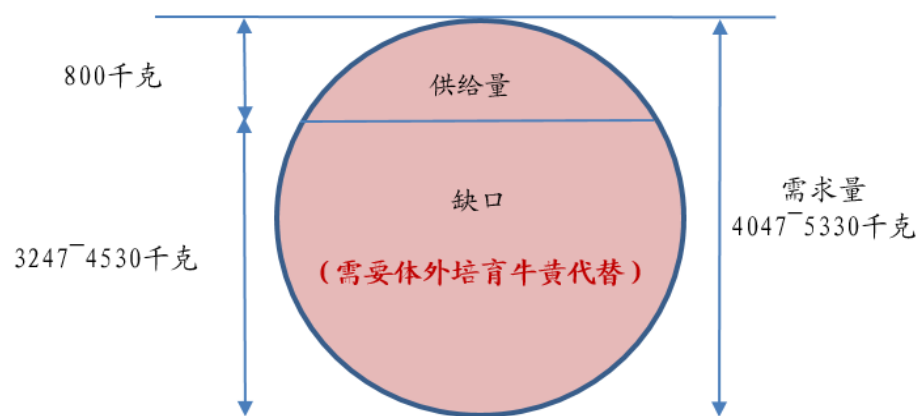 800千克
供给量
缺口
需求量
4047¯5330千克
3247¯4530千克
（需要体外培育牛黄代替）